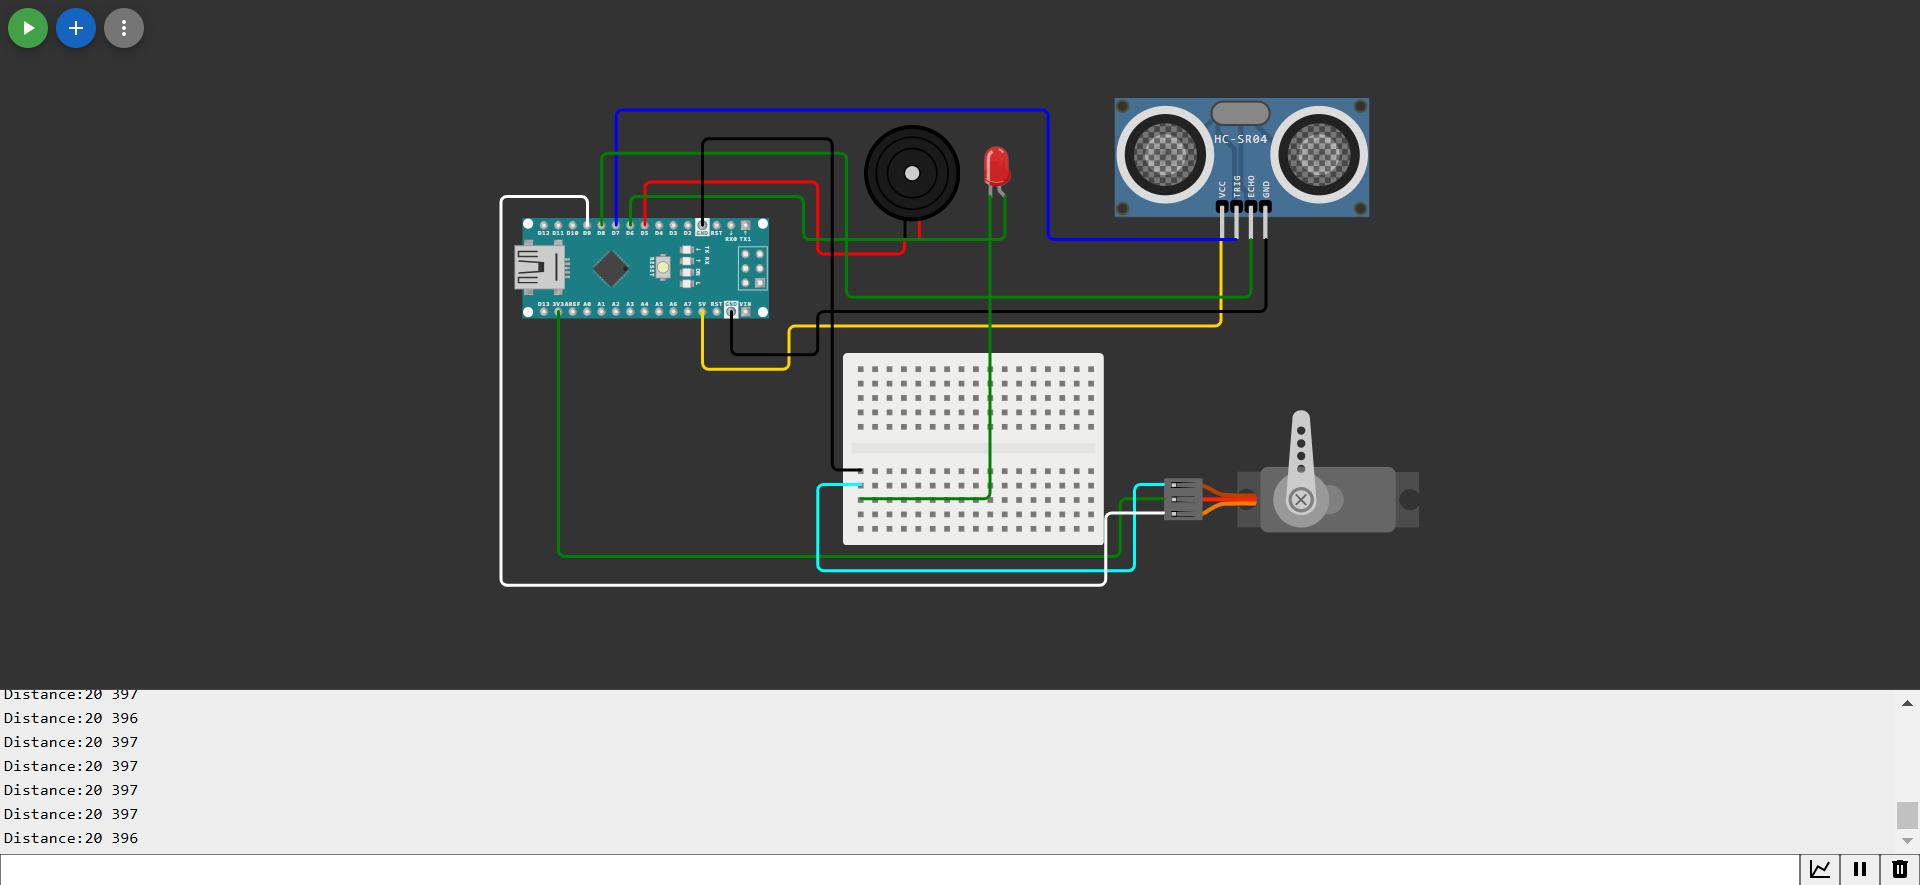 HC-SR04
VCC
TRIG
ECHO
GND
D12 D11 D10 D9 D8 D7 D6 D5 D4 D3 D2 GND RST
RX0 TX1
RESET
TX RX
ON
L
D13 3V3 AREF A0 A1 A2 A3 A4 A5 A6 A7 5V RST GND VIN
Distance:20 397
Distance:20 396
Distance:20 397
Distance:20 397
Distance:20 397
Distance:20 397
Distance:20 396